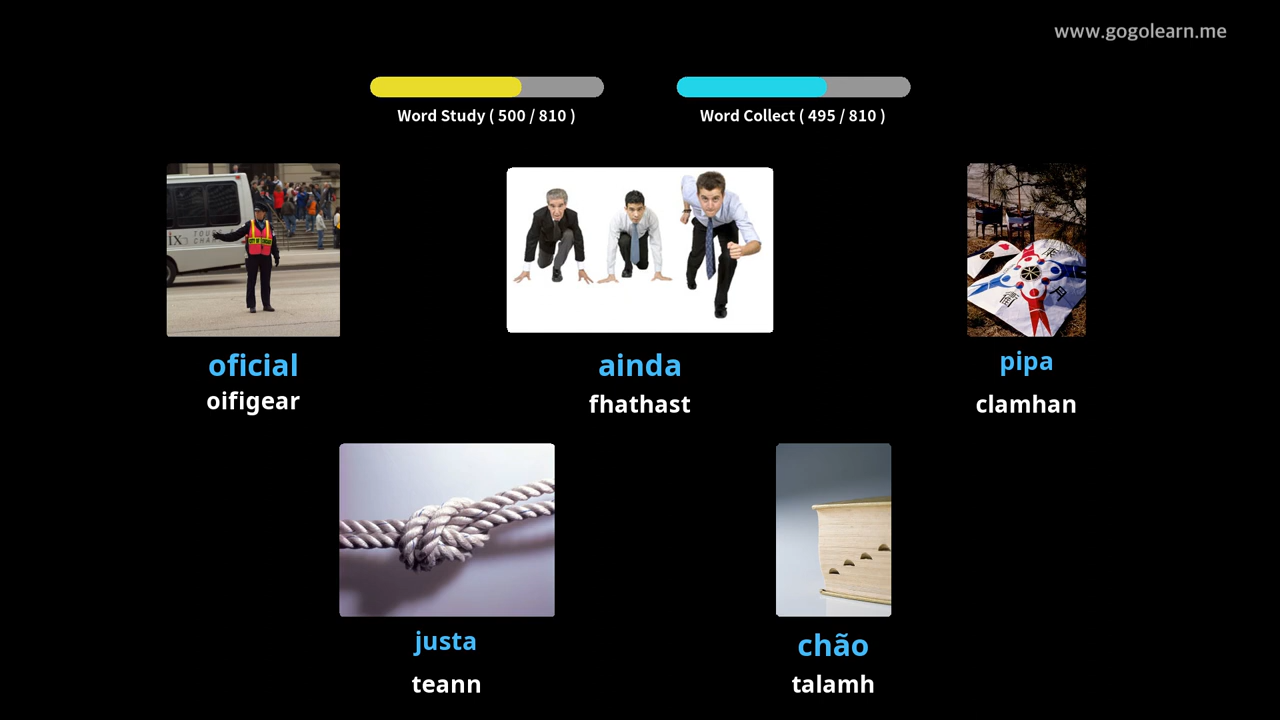 www.gogolearn.me
Word Study ( 500 / 810 )
Word Collect ( 495 / 810 )
oficial
oifigear
ainda
fhathast
pipa
clamhan
justa
teann
chão
talamh